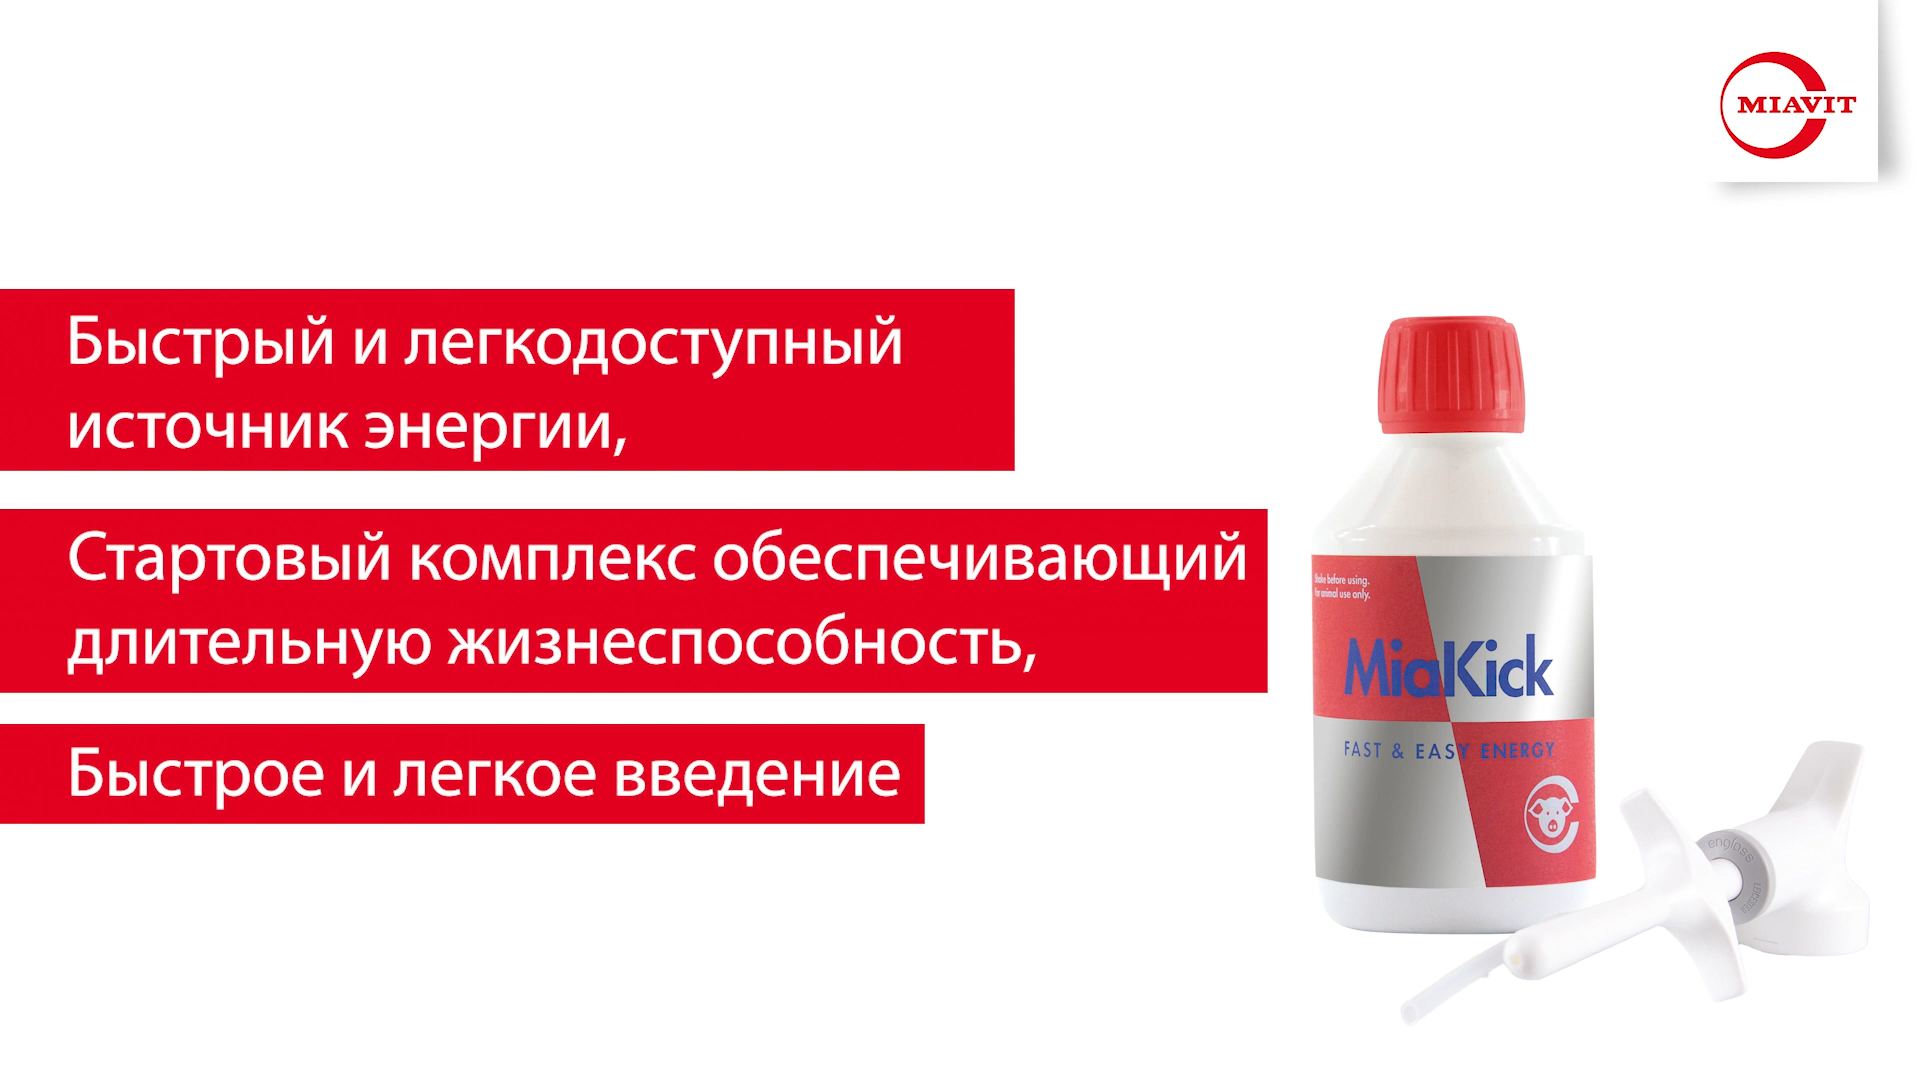 MIAVIT
Быстрый и легкодоступный
источник энергии,
Стартовый комплекс обеспечивающий
длительную жизнеспособность,
Быстрое и легкое введение
Shake before using.
For animal use only.
MiaKick
FAST & EASY ENERGY
englass